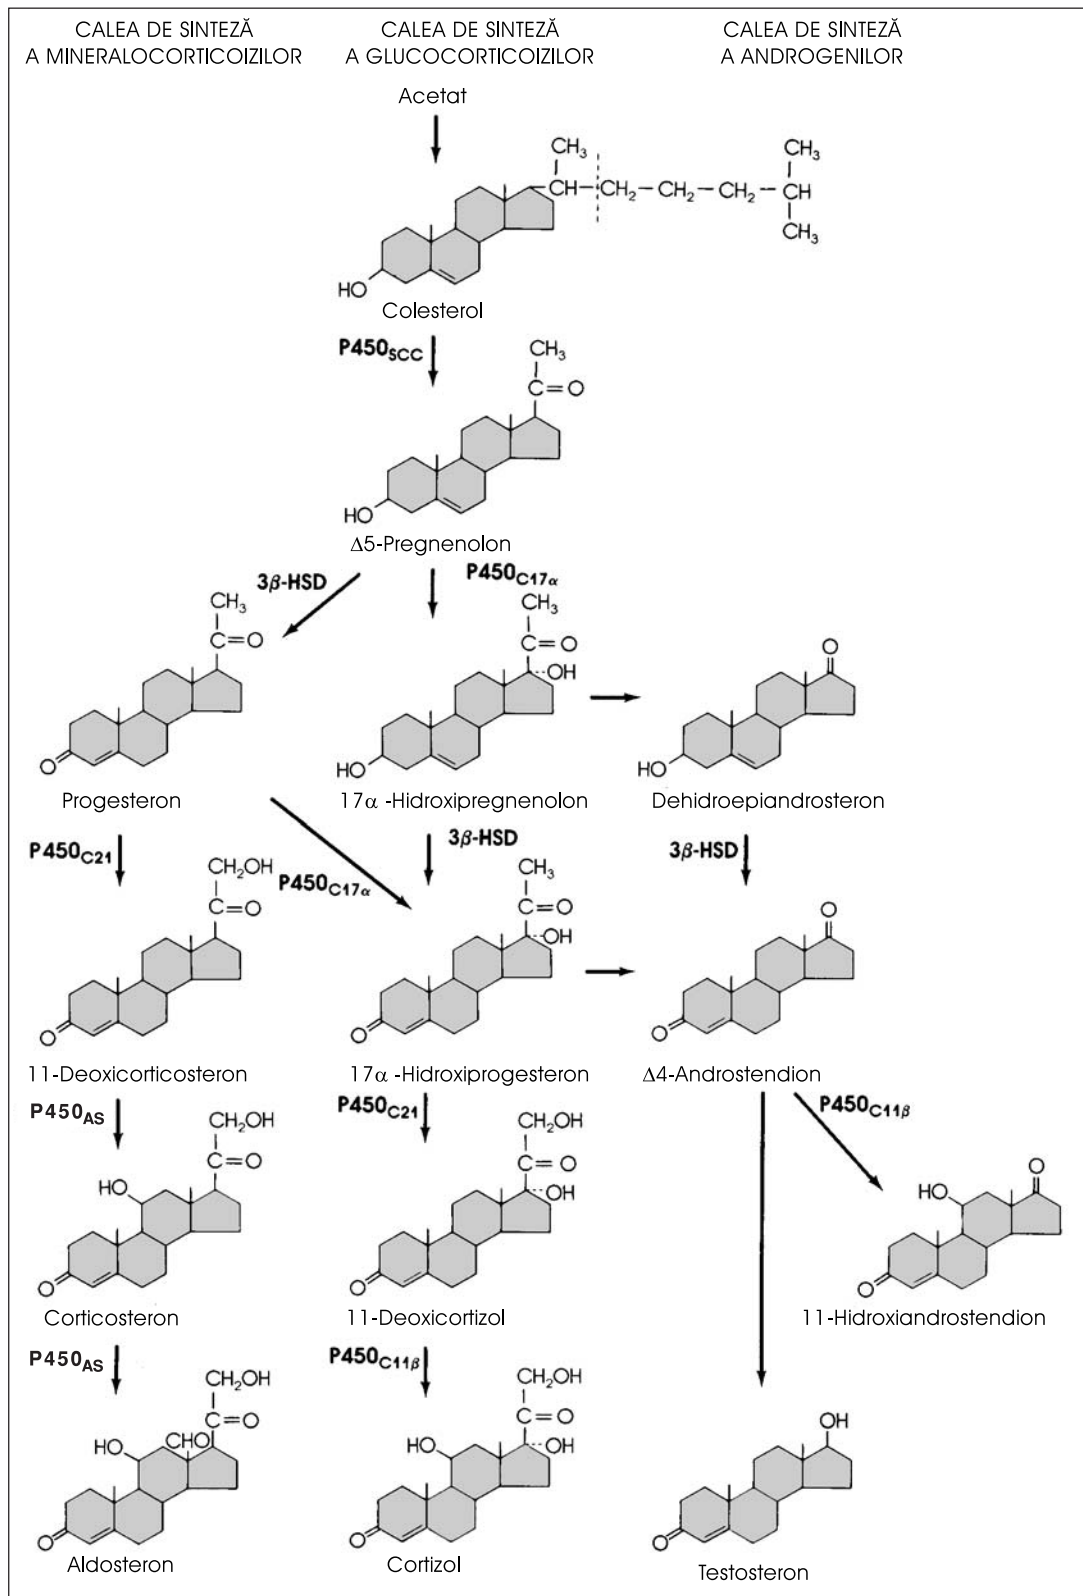 CALEA DE SINTEZĂ
A MINERALOCORTICOIZILOR
CALEA DE SINTEZĂ
A GLUCOCORTICOIZILOR
CALEA DE SINTEZĂ
A ANDROGENILOR
Acetat
CH3
CH
CH2
CH2
CH2
CH
CH3
CH3
HO
Colesterol
P450SCC
CH3
C=O
HO
Δ5-Pregnenolon
3β-HSD
P450C17α
CH3
C=O
O
Progesteron
CH3
C=O
OH
HO
17α -Hidroxipregnenolon
O
HO
Dehidroepiandrosteron
P450C21
P450C17α
3β-HSD
3β-HSD
CH2OH
C=O
O
11-Deoxicorticosteron
CH3
C=O
OH
O
17α -Hidroxiprogesteron
O
O
Δ4-Androstendion
P450AS
P450C21
P450C11β
CH2OH
C=O
HO
O
Corticosteron
CH2OH
C=O
OH
O
11-Deoxicortizol
O
HO
O
11-Hidroxiandrostendion
P450AS
P450C11β
CH2OH
C=O
HO
CHO
O
Aldosteron
CH2OH
C=O
HO
OH
O
Cortizol
OH
O
Testosteron